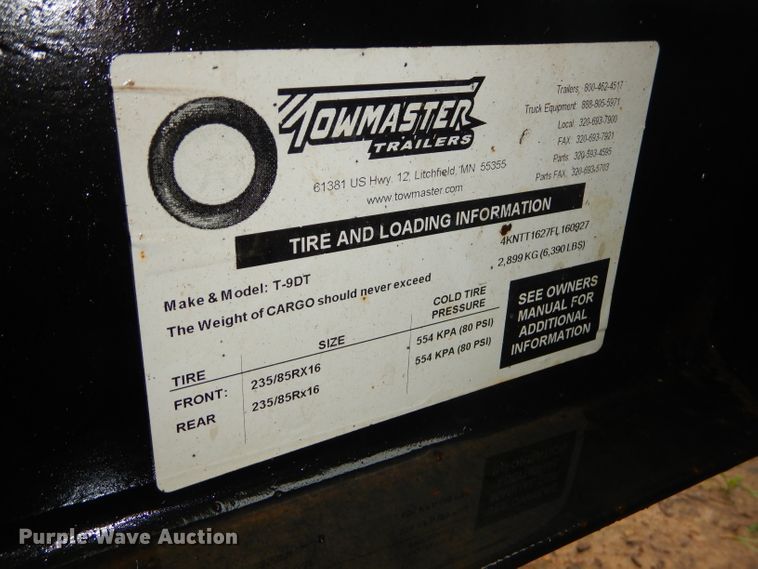 TOWMASTER
TRAILERS
61381 US Hwy. 12, Litchfield, MN 55355
www.towmaster.com
Trailers: 800-462-4517
Truck Equipment: 888-905-5971
Local: 320-693-7900
FAX: 320-693-7921
Parts: 320-593-4595
Parts FAX: 320-693-5703
TIRE AND LOADING INFORMATION
Make & Model: T-9DT 4KNTT1627FL160927
The Weight of CARGO should never exceed 2,899 KG (6,390 LBS)
TIRE SIZE COLD TIRE PRESSURE
FRONT: 235/85RX16 554 KPA (80 PSI)
REAR 235/85Rx16 554 KPA (80 PSI)
SEE OWNERS
MANUAL FOR
ADDITIONAL
INFORMATION
Purple Wave Auction